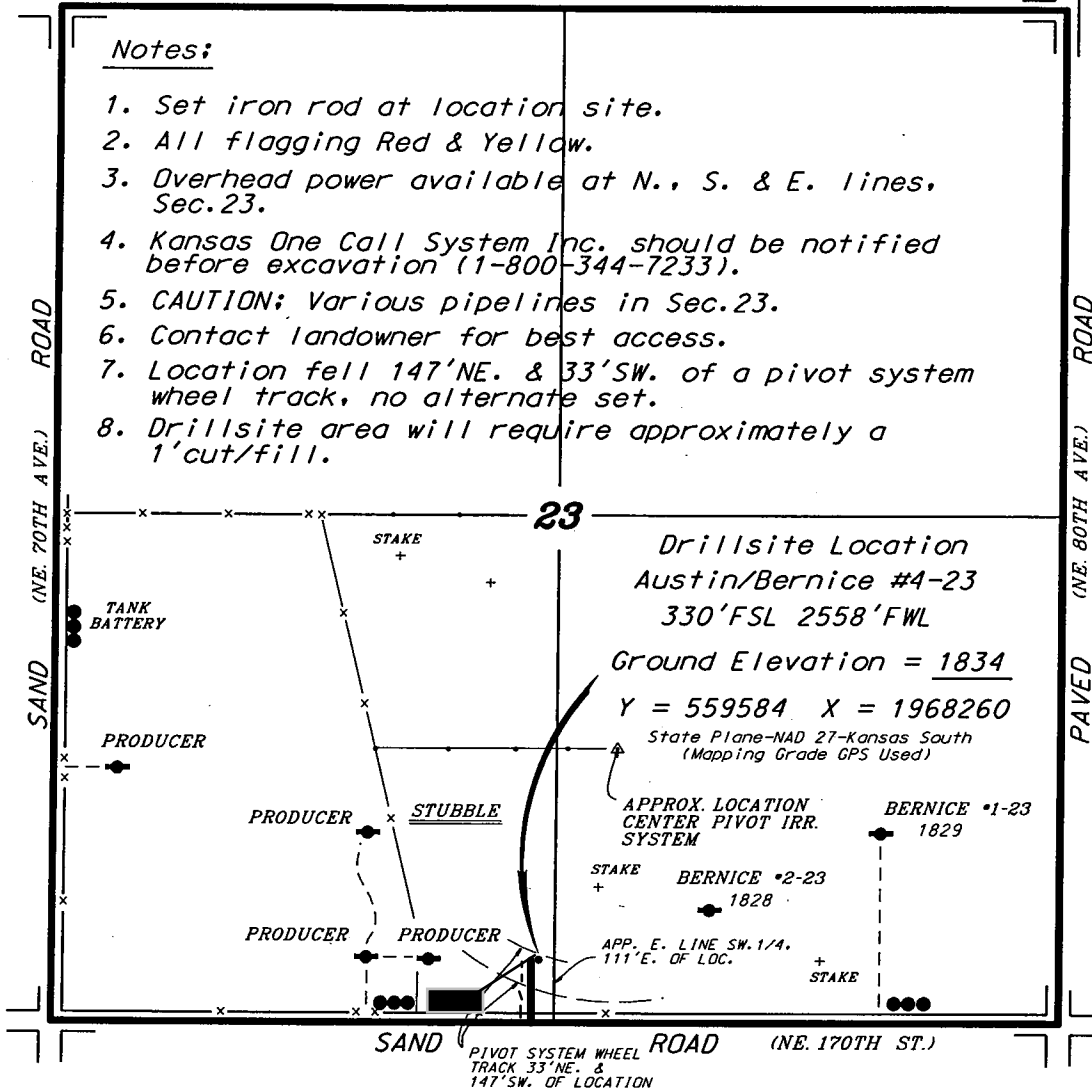 Notes:
1. Set iron rod at location site.
2. All flagging Red & Yellow.
3. Overhead power available at N., S. & E. lines,
Sec.23.
4. Kansas One Call System Inc. should be notified
before excavation (1-800-344-7233).
5. CAUTION: Various pipelines in Sec.23.
6. Contact landowner for best access.
7. Location fell 147'NE. & 33'SW. of a pivot system
wheel track, no alternate set.
8. Drillsite area will require approximately a
1'cut/fill.
SAND (NE. 70TH AVE.) ROAD
PAVED (NE. 80TH AVE.) ROAD
23
STAKE
Drillsite Location
Austin/Bernice #4-23
330'FSL 2558'FWL
TANK
BATTERY
Ground Elevation = 1834
Y = 559584 X = 1968260
State Plane-NAD 27-Kansas South
(Mapping Grade GPS Used)
PRODUCER
PRODUCER
STUBBLE
APPROX. LOCATION
CENTER PIVOT IRR.
SYSTEM
BERNICE #1-23
1829
STAKE
BERNICE #2-23
1828
PRODUCER
PRODUCER
APP. E. LINE SW.1/4,
111'E. OF LOC.
STAKE
SAND ROAD (NE. 170TH ST.)
PIVOT SYSTEM WHEEL
TRACK 33'NE. &
147'SW. OF LOCATION